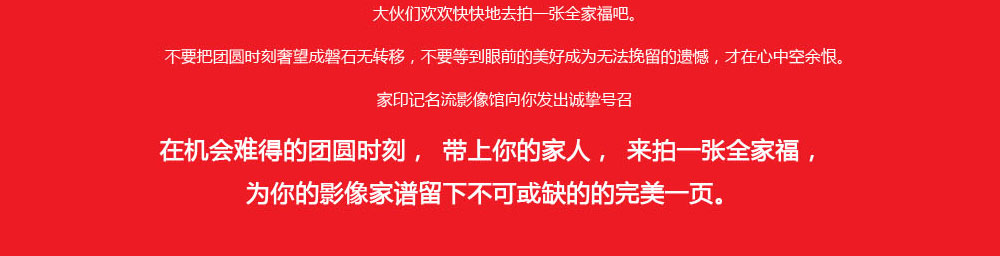 大伙们欢欢快快地去拍一张全家福吧。
不要把团圆时刻奢望成磐石无转移，不要等到眼前的美好成为无法挽留的遗憾，才在心中空余恨。
家印记名流影像馆向你发出诚挚号召
在机会难得的团圆时刻， 带上你的家人， 来拍一张全家福，
为你的影像家谱留下不可或缺的的完美一页。